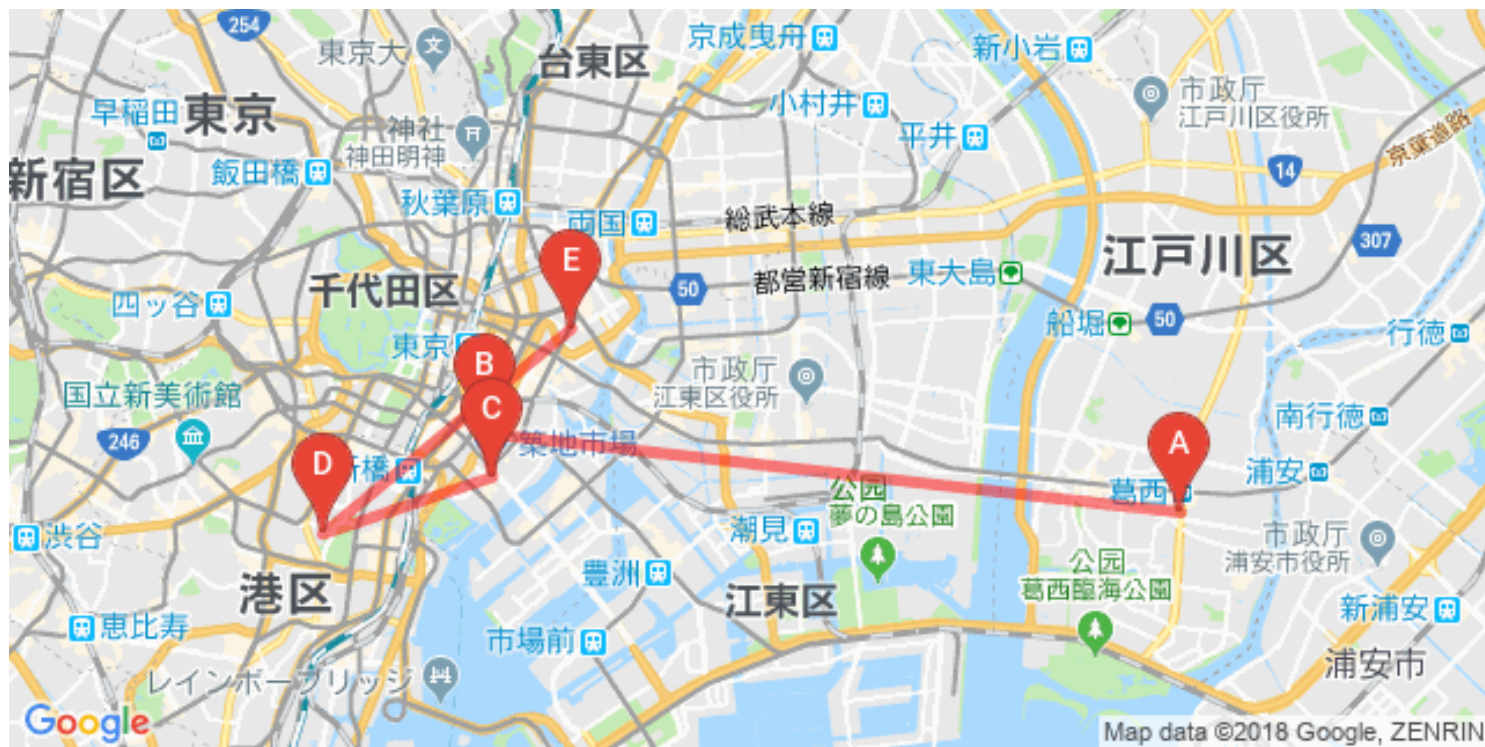 254
東京大
台東区
京成曳舟
新小岩
早稲田
東京
神社
神田明神
小村井
平井
市政庁
江戸川区役所
京葉道路
新宿区
飯田橋
秋葉原
両国
総武本線
14
江戸川区
307
千代田区
E
50
都営新宿線
東大島
四ッ谷
船堀
50
行徳
東京
B
国立新美術館
市政庁
江東区役所
C
南行徳
246
築地市場
A
D
新橋
葛西
浦安
公园
夢の島公園
渋谷
潮見
市政庁
浦安市役所
豊洲
公园
葛西臨海公園
港区
江東区
新浦安
恵比寿
市場前
浦安市
レインボーブリッジ
Google
Map data ©2018 Google, ZENRIN